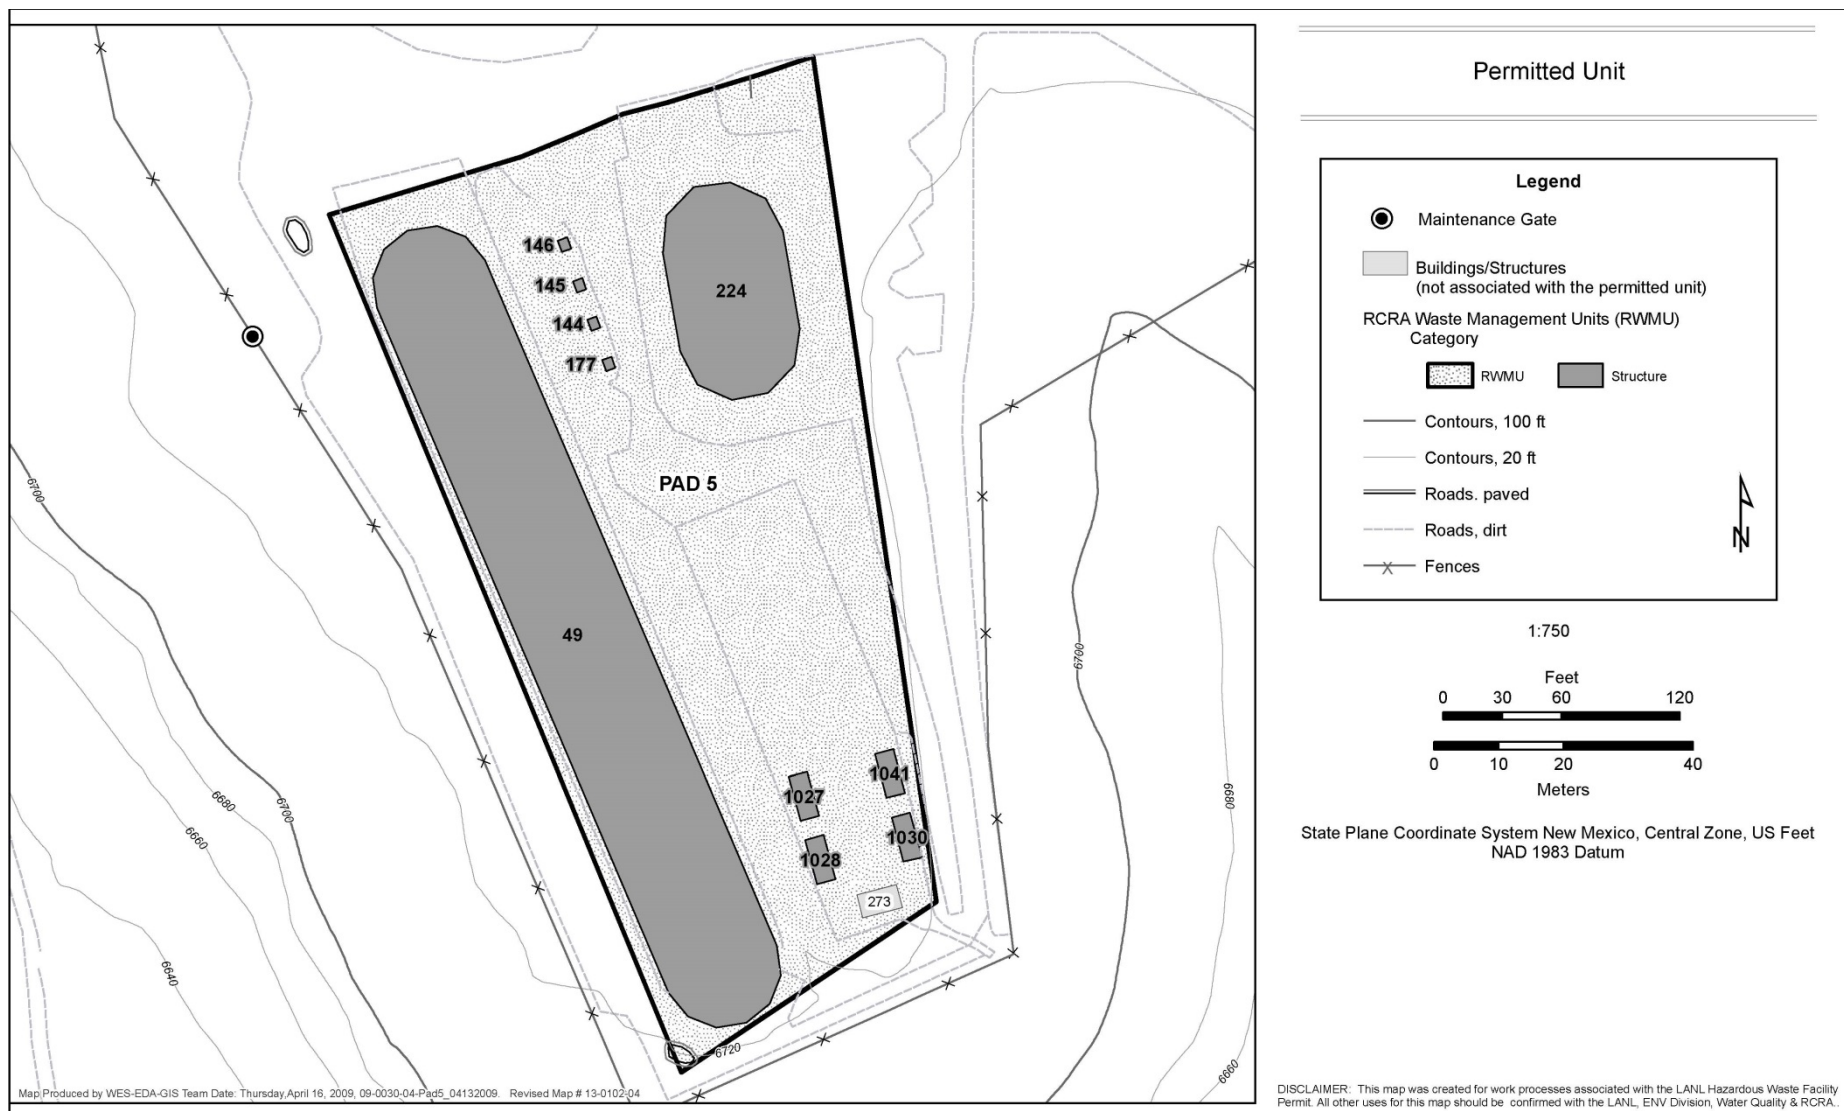 Permitted Unit
Legend
Maintenance Gate
Buildings/Structures
(not associated with the permitted unit)
RCRA Waste Management Units (RWMU)
Category
RWMU
Structure
Contours, 100 ft
Contours, 20 ft
Roads. paved
Roads, dirt
Fences
N
1:750
Feet
0 30 60 120
0 10 20 40
Meters
State Plane Coordinate System New Mexico, Central Zone, US Feet
NAD 1983 Datum
DISCLAIMER: This map was created for work processes associated with the LANL Hazardous Waste Facility
Permit. All other uses for this map should be confirmed with the LANL, ENV Division, Water Quality & RCRA.
146
145
144
177
224
PAD 5
49
1041
1027
1030
1028
273
6700
6700
6680
6660
6640
6720
6700
6680
6660
Map Produced by WES-EDA-GIS Team Date: Thursday,April 16, 2009, 09-0030-04-Pad5_04132009. Revised Map # 13-0102-04